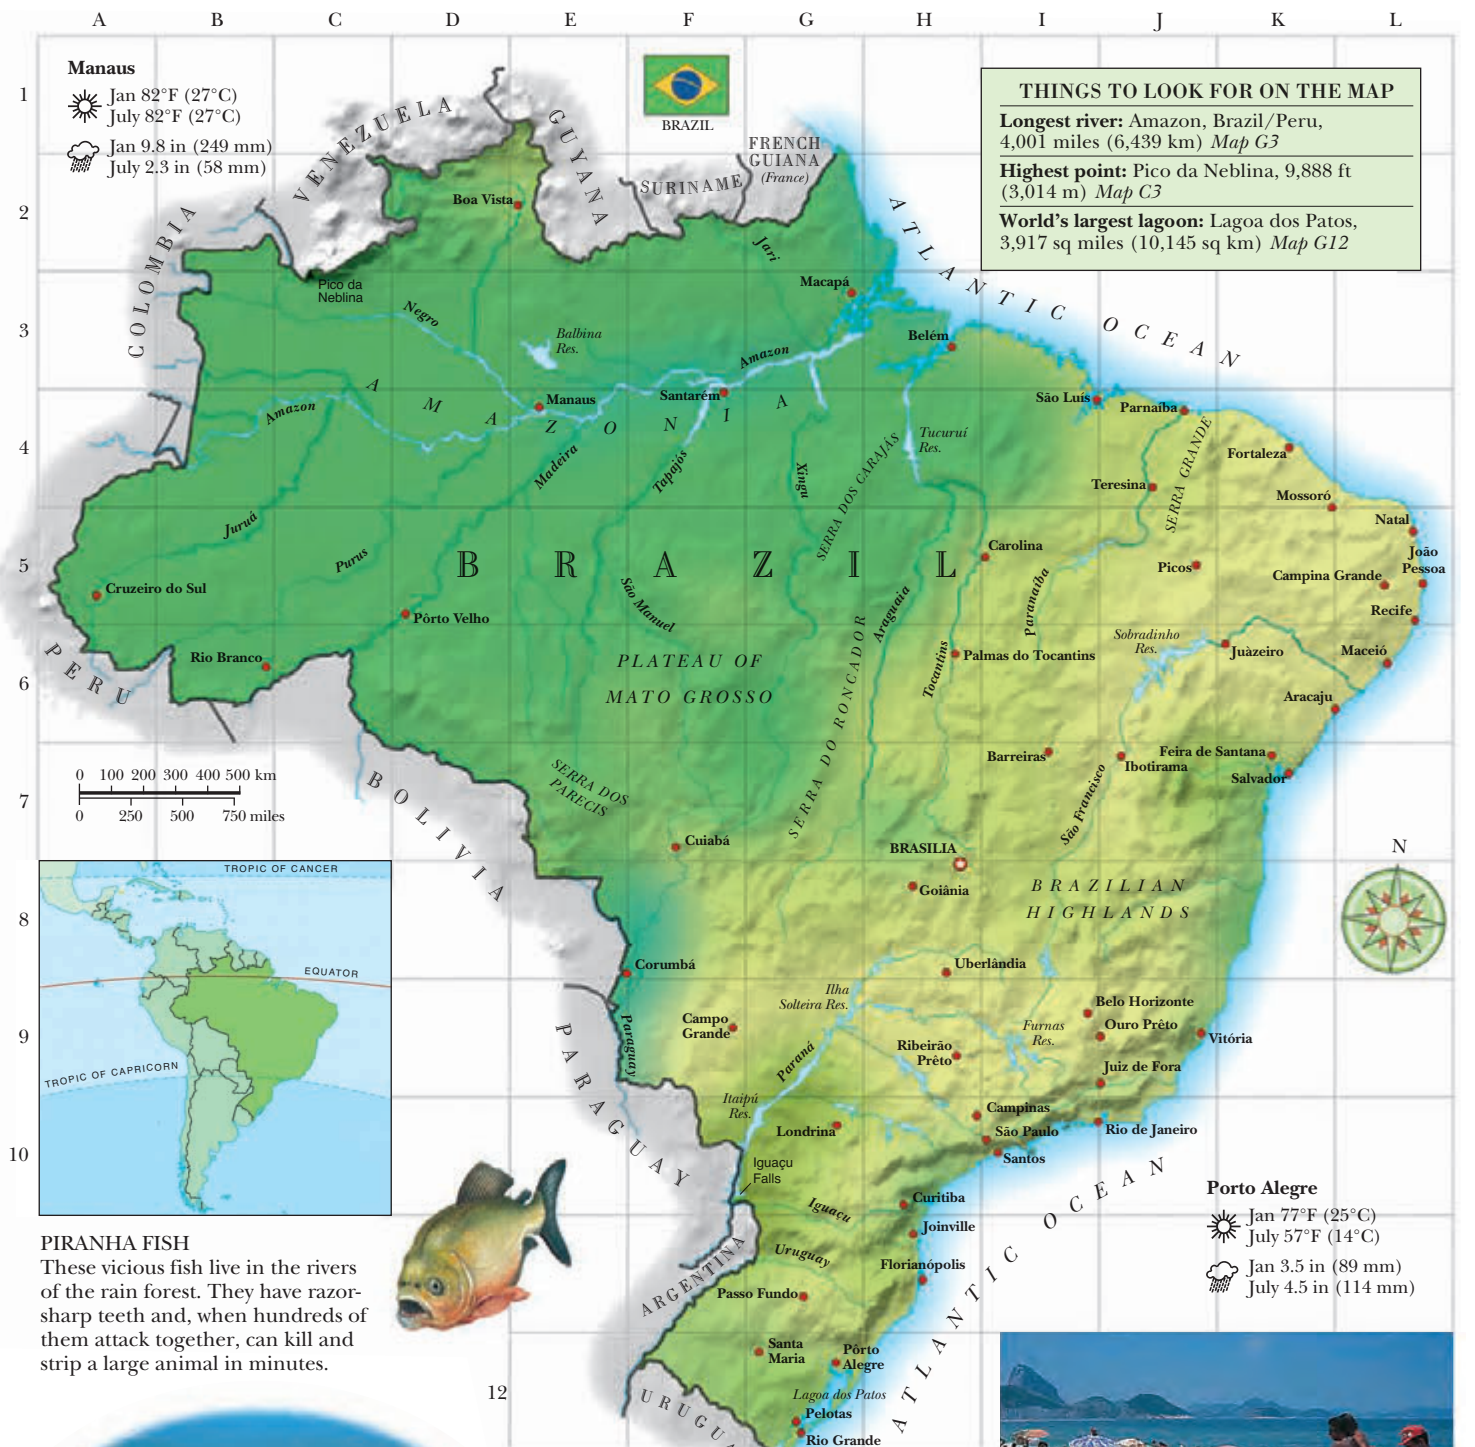 A B C D E F G H I J K L
1
2
3
4
5
6
7
8
9
10
12
Manaus
Jan 82°F (27°C)
July 82°F (27°C)
Jan 9.8 in (249 mm)
July 2.3 in (58 mm)
BRAZIL
THINGS TO LOOK FOR ON THE MAP
Longest river: Amazon, Brazil/Peru,
4,001 miles (6,439 km) Map G3
Highest point: Pico da Neblina, 9,888 ft
(3,014 m) Map C3
World's largest lagoon: Lagoa dos Patos,
3,917 sq miles (10,145 sq km) Map G12
VENEZUELA
GUYANA
SURINAME
FRENCH
GUIANA
(France)
COLOMBIA
ATLANTIC OCEAN
Boa Vista
Jari
Pico da
Neblina
Negro
Balbina
Res.
Macapá
Amazon
Belém
Amazon
AMAZONIA
Manaus
Santarém
São Luís
Parnaíba
Madeira
Tapajós
Xingu
SERRA DOS CARAJÁS
Tucuruí
Res.
SERRA GRANDE
Fortaleza
Teresina
Mossoró
Natal
João
Pessoa
Juruá
Purus
BRAZIL
Carolina
Picos
Campina Grande
Recife
Cruzeiro do Sul
Pôrto Velho
São Manuel
Araguaia
Paranaíba
Sobradinho
Res.
Juàzeiro
Maceió
PERU
Rio Branco
PLATEAU OF
MATO GROSSO
SERRA DO RONCADOR
Tocantins
Palmas do Tocantins
Aracaju
Barreiras
Ibotirama
Feira de Santana
Salvador
São Francisco
SERRA DOS
PARECIS
BOLIVIA
0 100 200 300 400 500 km
0 250 500 750 miles
Cuiabá
BRASILIA
Goiânia
BRAZILIAN
HIGHLANDS
N
TROPIC OF CANCER
EQUATOR
TROPIC OF CAPRICORN
Corumbá
Uberlândia
Ilha
Solteira Res.
Campo
Grande
Paraguay
PARAGUAY
Paraná
Ribeirão
Prêto
Furnas
Res.
Belo Horizonte
Ouro Prêto
Vitória
Juiz de Fora
Itaipú
Res.
Londrina
Campinas
São Paulo
Santos
Rio de Janeiro
Iguaçu
Falls
Iguaçu
Curitiba
Joinville
Uruguay
Florianópolis
ARGENTINA
Passo Fundo
Santa
Maria
Pôrto
Alegre
Lagoa dos Patos
Pelotas
Rio Grande
URUGUA
ATLANTIC OCEAN
Porto Alegre
Jan 77°F (25°C)
July 57°F (14°C)
Jan 3.5 in (89 mm)
July 4.5 in (114 mm)
PIRANHA FISH
These vicious fish live in the rivers
of the rain forest. They have razor-
sharp teeth and, when hundreds of
them attack together, can kill and
strip a large animal in minutes.